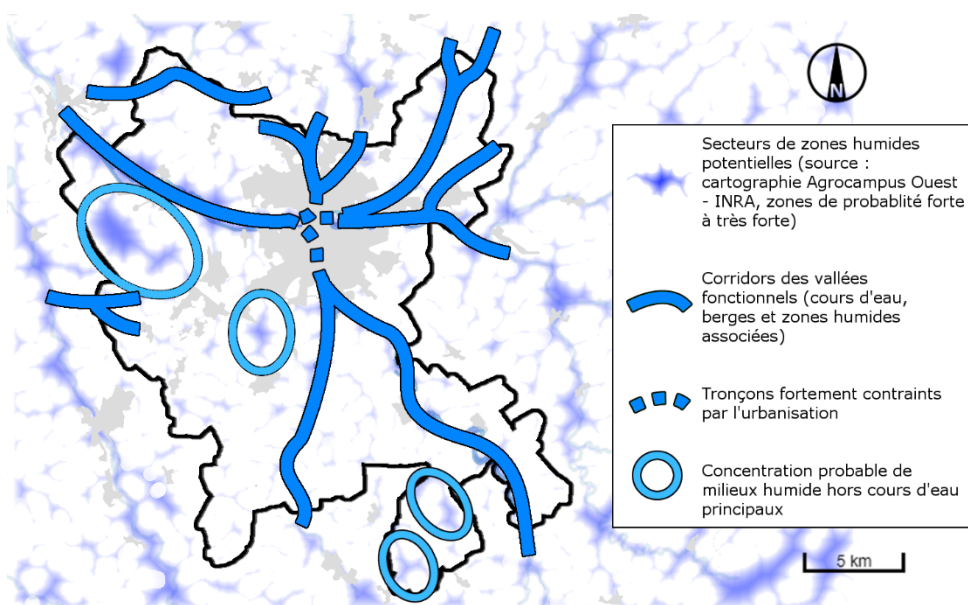 N
Secteurs de zones humides
potentielles (source :
cartographie Agrocampus Ouest
- INRA, zones de probablité forte
à très forte)
Corridors des vallées
fonctionnels (cours d'eau,
berges et zones humides
associées)
Tronçons fortement contraints
par l'urbanisation
Concentration probable de
milieux humide hors cours d'eau
principaux
5 km